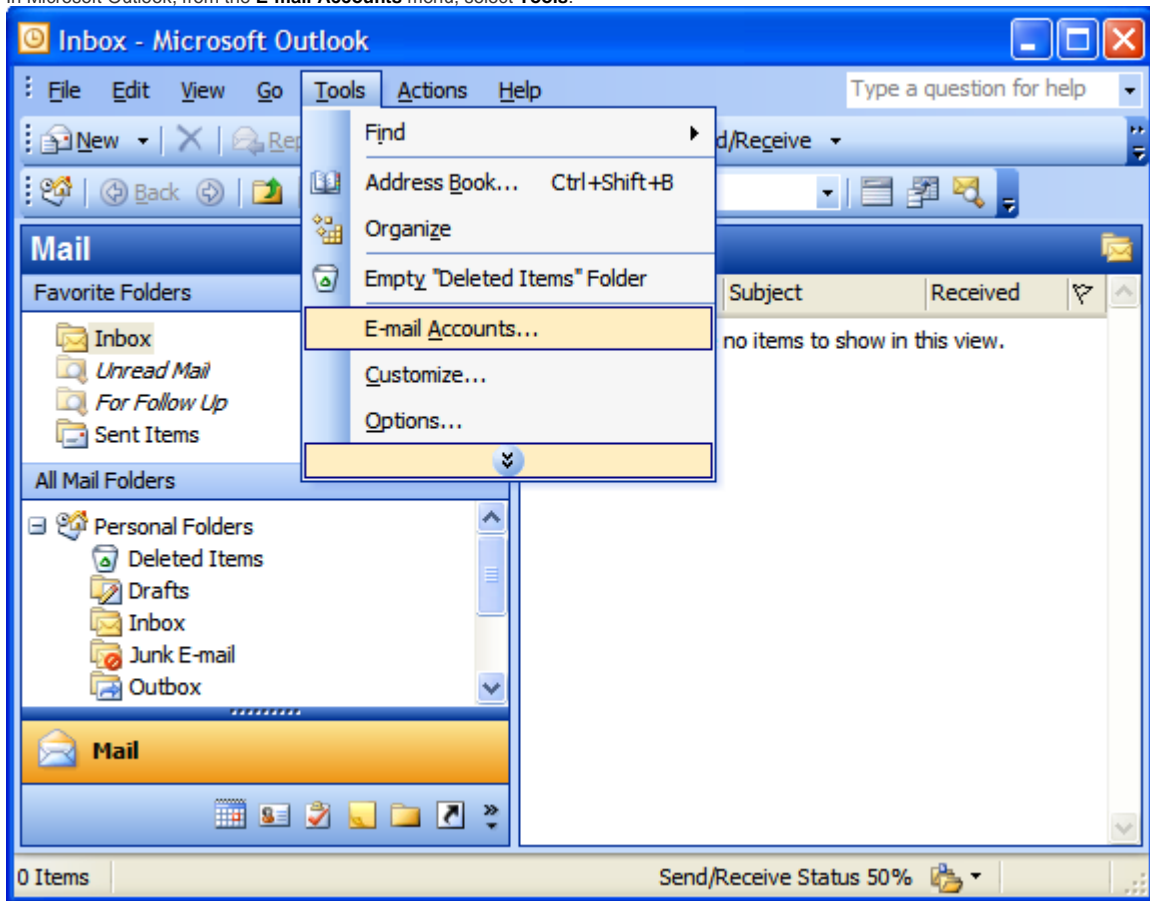 In Microsoft Outlook, from the E-mail Accounts menu, select Tools.
Inbox - Microsoft Outlook
File Edit View Go Tools Actions Help Type a question for help
New Rep d/Receive
Find
Back
Address Book... Ctrl+Shift+B
Organize
Empty "Deleted Items" Folder
E-mail Accounts...
Customize...
Options...
Mail
Favorite Folders
Subject Received
Inbox
no items to show in this view.
Unread Mail
For Follow Up
Sent Items
All Mail Folders
Personal Folders
Deleted Items
Drafts
Inbox
Junk E-mail
Outbox
Mail
0 Items Send/Receive Status 50%